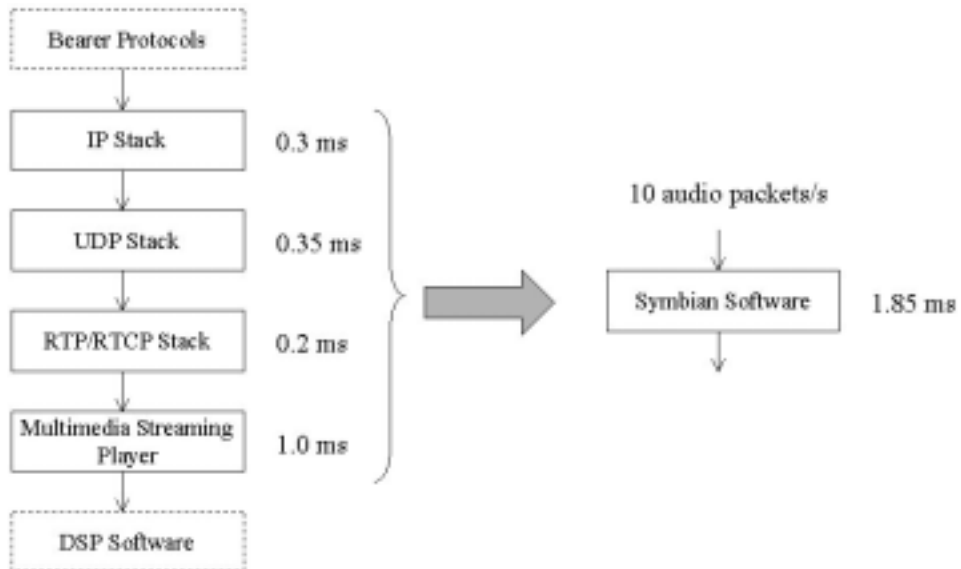 Bearer Protocols
IP Stack
0.3 ms
UDP Stack
0.35 ms
RTP/RTCP Stack
0.2 ms
Multimedia Streaming
Player
1.0 ms
DSP Software
10 audio packets/s
Symbian Software
1.85 ms